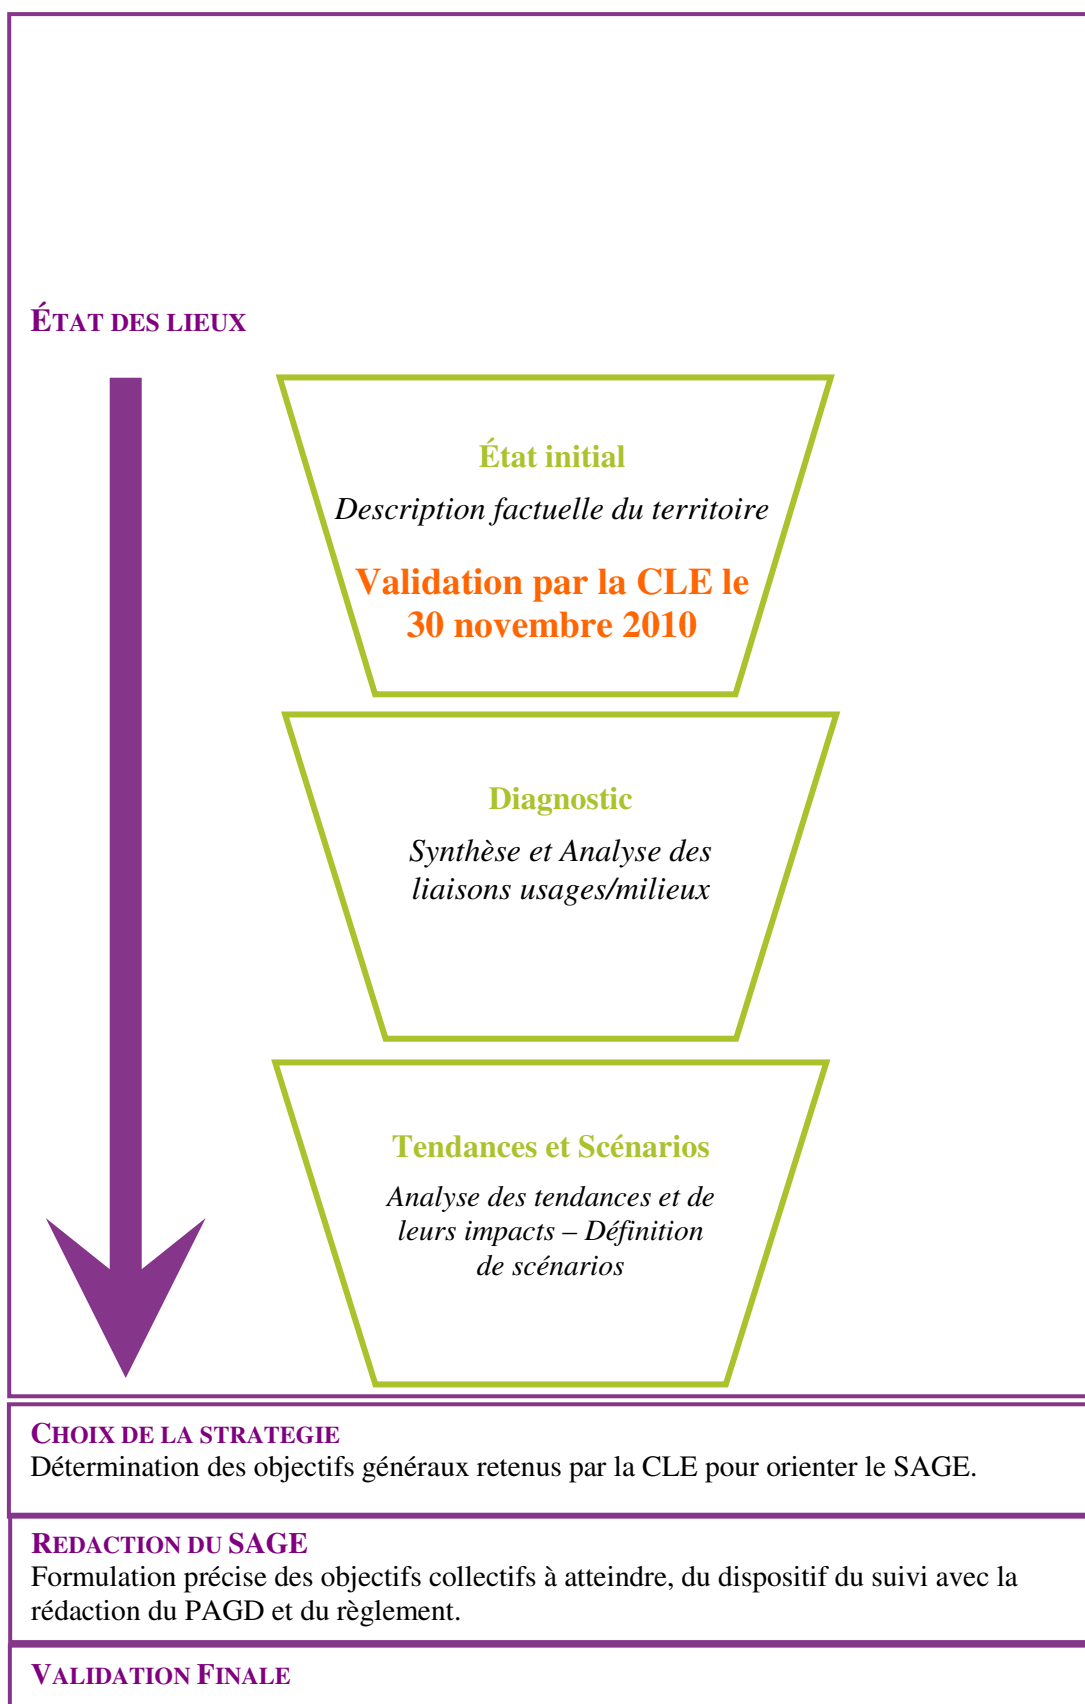 ÉTAT DES LIEUX
État initial
Description factuelle du territoire
Validation par la CLE le
30 novembre 2010
Diagnostic
Synthèse et Analyse des
liaisons usages/milieux
Tendances et Scénarios
Analyse des tendances et de
leurs impacts – Définition
de scénarios
CHOIX DE LA STRATEGIE
Détermination des objectifs généraux retenus par la CLE pour orienter le SAGE.
REDACTION DU SAGE
Formulation précise des objectifs collectifs à atteindre, du dispositif du suivi avec la
rédaction du PAGD et du règlement.
VALIDATION FINALE